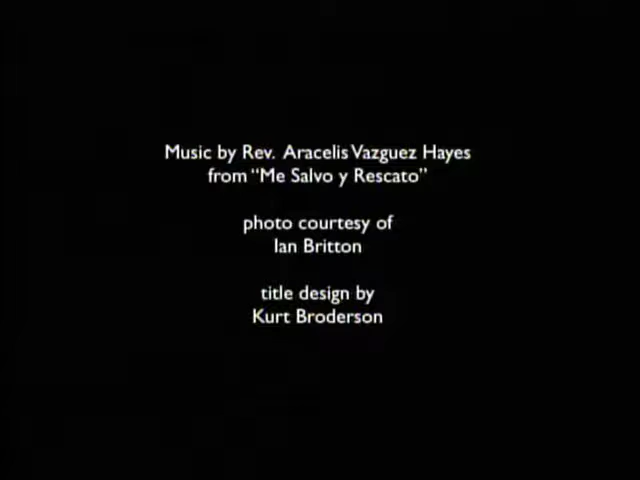 Music by Rev. Aracelis Vazguez Hayes
from “Me Salvo y Rescato”
photo courtesy of
Ian Britton
title design by
Kurt Broderson